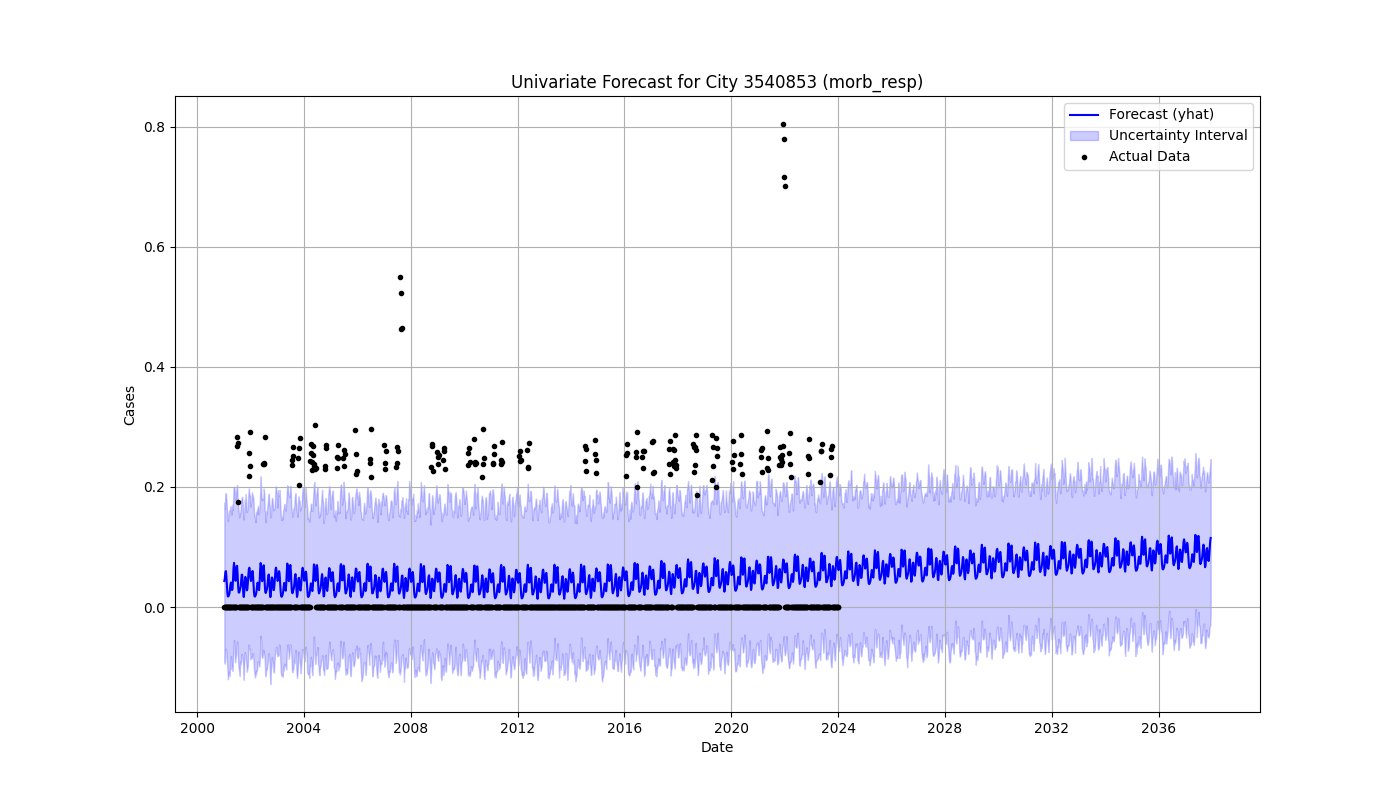 Univariate Forecast for City 3540853 (morb_resp)
Forecast (yhat)
Uncertainty Interval
Actual Data
Cases
0.8
0.6
0.4
0.2
0.0
2000 2004 2008 2012 2016 2020 2024 2028 2032 2036
Date